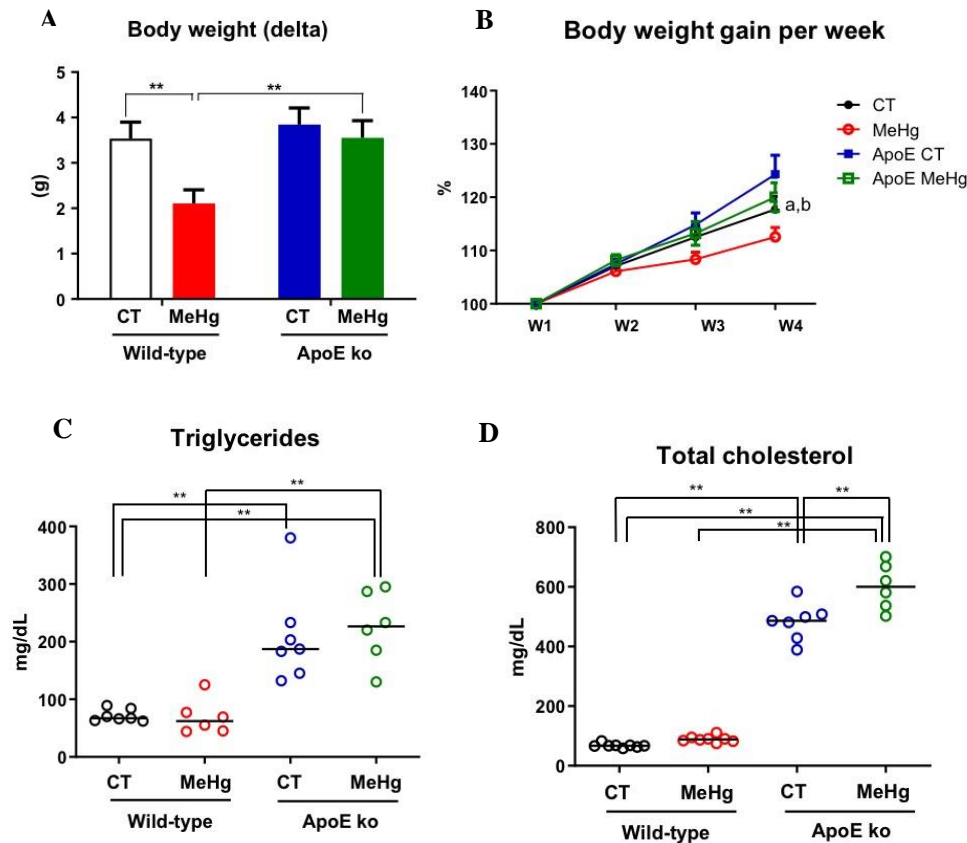 A
Body weight (delta)
5
4
3
2
1
0
(g)
**
**
CT
MeHg
CT
MeHg
Wild-type
ApoE ko
B
Body weight gain per week
140
130
120
110
100
%
W1
W2
W3
W4
a,b
CT
MeHg
ApoE CT
ApoE MeHg
C
Triglycerides
**
**
**
400
300
200
100
0
mg/dL
CT
MeHg
CT
MeHg
Wild-type
ApoE ko
D
Total cholesterol
**
**
**
**
800
600
400
200
0
mg/dL
CT
MeHg
CT
MeHg
Wild-type
ApoE ko